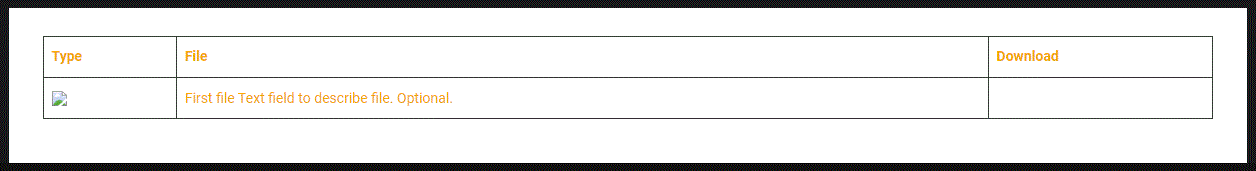 Type File Download
First file Text field to describe file. Optional.